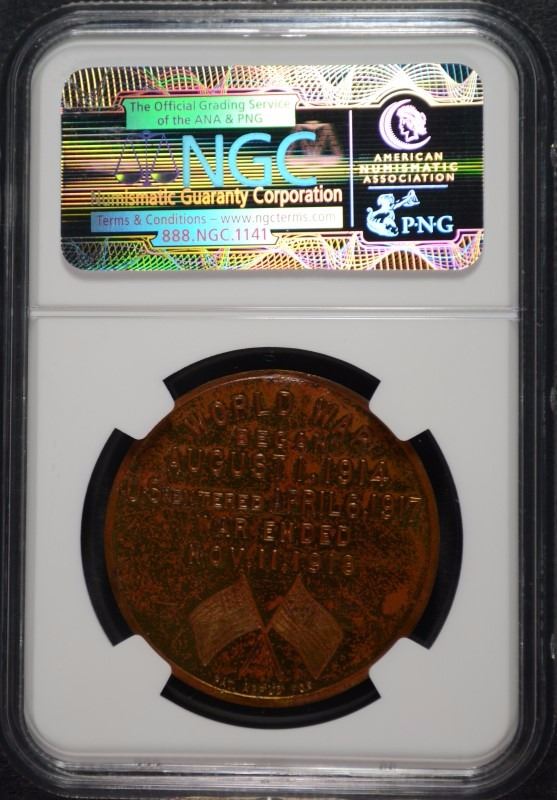 The Official Grading Service
of the ANA & PNG
NGC
Numismatic Guaranty Corporation
Terms & Conditions – www.ngcterms.com
888.NGC.1141
AMERICAN
NUMISMATIC
ASSOCIATION
P·N·G
WORLD WAR
BEGAN
AUGUST 1, 1914
U.S. ENTERED APRIL 6, 1917
WAR ENDED
NOV. 11, 1918
PAT. FOR